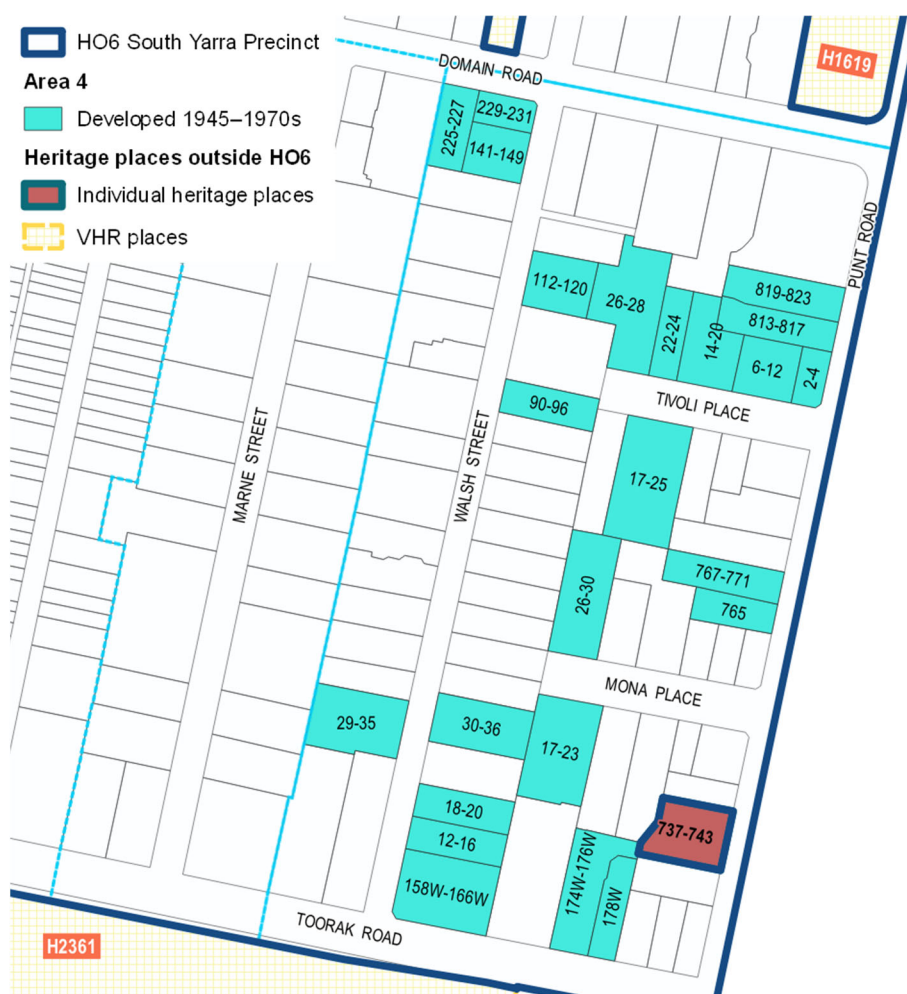 HO6 South Yarra Precinct
Area 4
Developed 1945–1970s
Heritage places outside HO6
Individual heritage places
VHR places
DOMAIN ROAD
H1619
225-227
229-231
141-149
PUNT ROAD
112-120
26-28
22-24
14-20
819-823
813-817
6-12
2-4
90-96
TIVOLI PLACE
MARNE STREET
WALSH STREET
17-25
26-30
767-771
765
MONA PLACE
29-35
30-36
17-23
18-20
12-16
158W-166W
174W-176W
178W
737-743
TOORAK ROAD
H2361